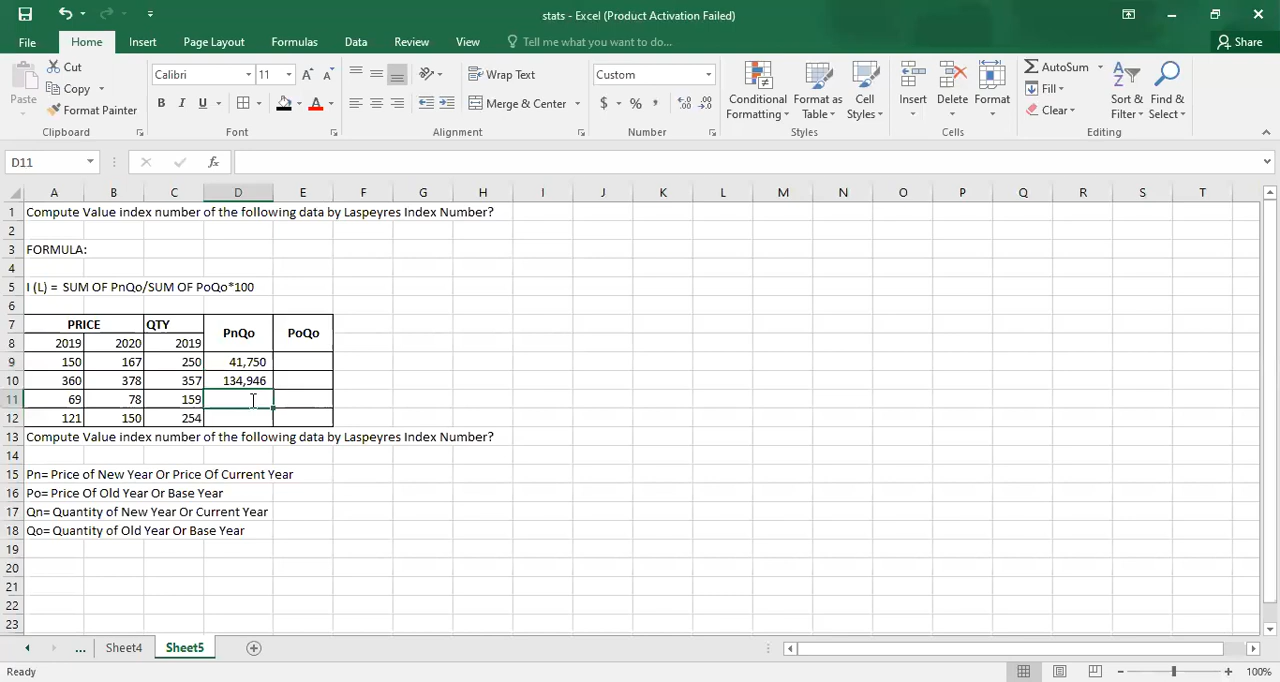 stats - Excel (Product Activation Failed)
File Home Insert Page Layout Formulas Data Review View Tell me what you want to do... Share
Paste Cut Copy Format Painter Clipboard
Calibri 11 A A B I U A Font
Wrap Text Merge & Center Alignment
Custom $ % , Number
Conditional Formatting Format as Table Cell Styles Styles
Insert Delete Format Cells
AutoSum Fill Clear Sort & Filter Find & Select Editing
D11 fx
A B C D E F G H I J K L M N O P Q R S T
1 Compute Value index number of the following data by Laspeyres Index Number?
2
3 FORMULA:
4
5 I (L) = SUM OF PnQo/SUM OF PoQo*100
6
7 PRICE QTY PnQo PoQo
8 2019 2020 2019
9 150 167 250 41,750
10 360 378 357 134,946
11 69 78 159
12 121 150 254
13 Compute Value index number of the following data by Laspeyres Index Number?
14
15 Pn= Price of New Year Or Price Of Current Year
16 Po= Price Of Old Year Or Base Year
17 Qn= Quantity of New Year Or Current Year
18 Qo= Quantity of Old Year Or Base Year
19
20
21
22
23
... Sheet4 Sheet5
Ready 100%